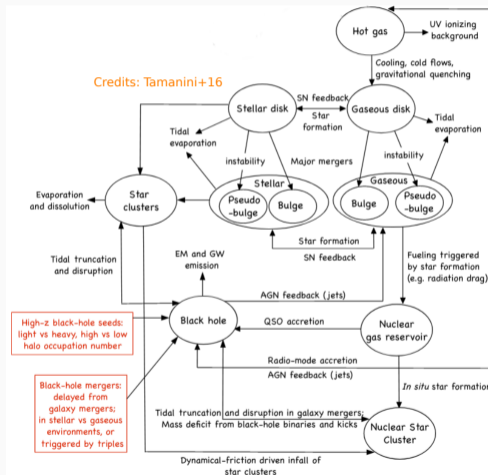 Hot gas
UV ionizing
background
Cooling, cold flows,
gravitational quenching
Credits: Tamanini+16
SN feedback
Stellar disk
Gaseous disk
Star
formation
Tidal
evaporation
Tidal
evaporation
instability
Major mergers
instability
Stellar
Gaseous
Pseudo
-bulge
Bulge
Bulge
Pseudo
-bulge
Evaporation
and dissolution
Star
clusters
Star formation
SN feedback
Tidal truncation
and disruption
EM and GW
emission
Fueling triggered
by star formation
(e.g. radiation drag)
AGN feedback (jets)
High-z black-hole seeds:
light vs heavy, high vs low
halo occupation number
Black hole
QSO accretion
Nuclear
gas reservoir
Radio-mode accretion
AGN feedback (jets)
Black-hole mergers:
delayed from
galaxy mergers;
in stellar vs gaseous
environments, or
triggered by triples
In situ star formation
Tidal truncation and disruption in galaxy mergers;
Mass deficit from black-hole binaries and kicks
Nuclear Star
Cluster
Dynamical-friction driven infall of
star clusters